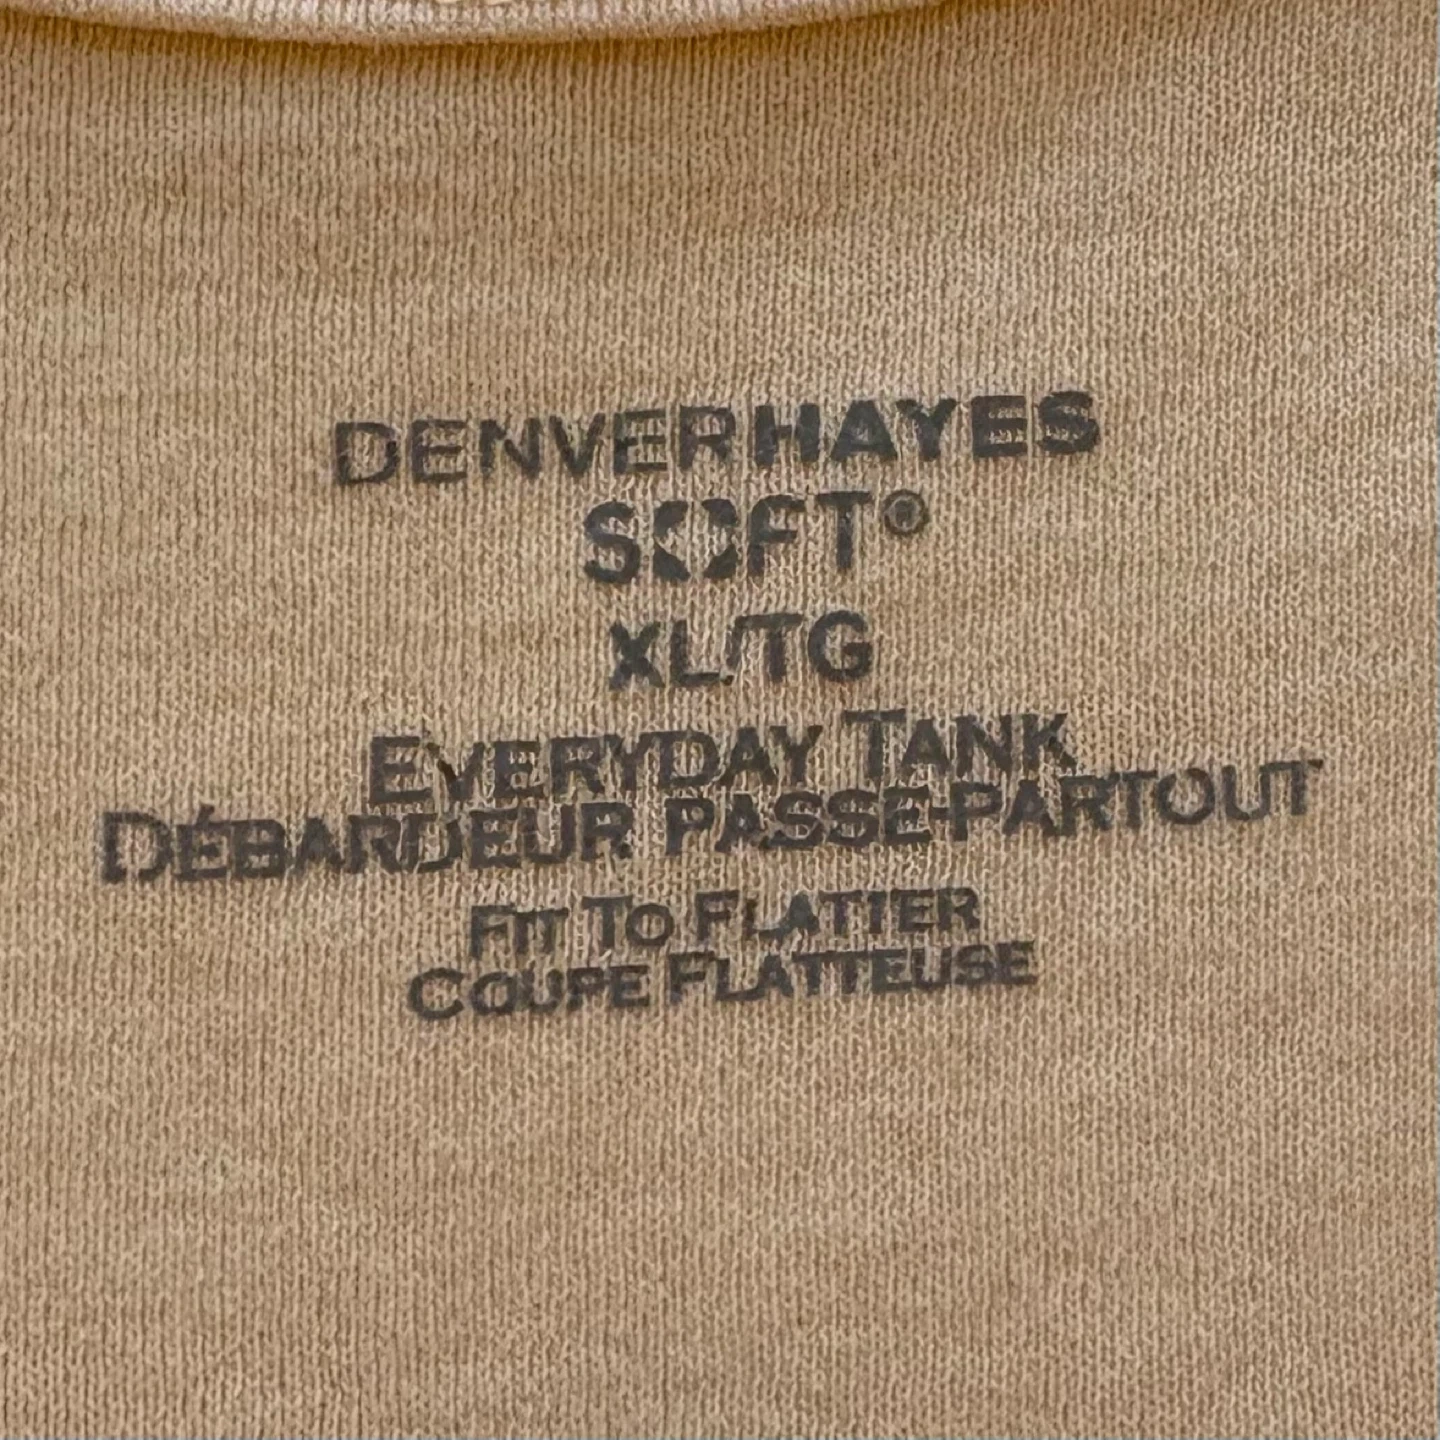 DENVERHAYES
SOFT®
XL/TG
EVERYDAY TANK
DÉBARDEUR PASSE-PARTOUT
FIT TO FLATTER
COUPE FLATTEUSE